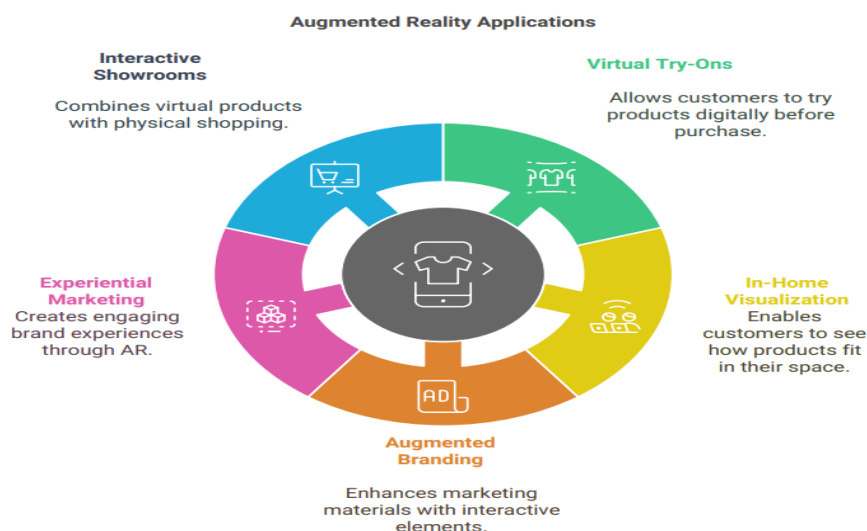 Augmented Reality Applications
Interactive
Showrooms
Combines virtual products
with physical shopping.
Virtual Try-Ons
Allows customers to try
products digitally before
purchase.
Experiential
Marketing
Creates engaging
brand experiences
through AR.
In-Home
Visualization
Enables
customers to see
how products fit
in their space.
AD
Augmented
Branding
Enhances marketing
materials with interactive
elements.